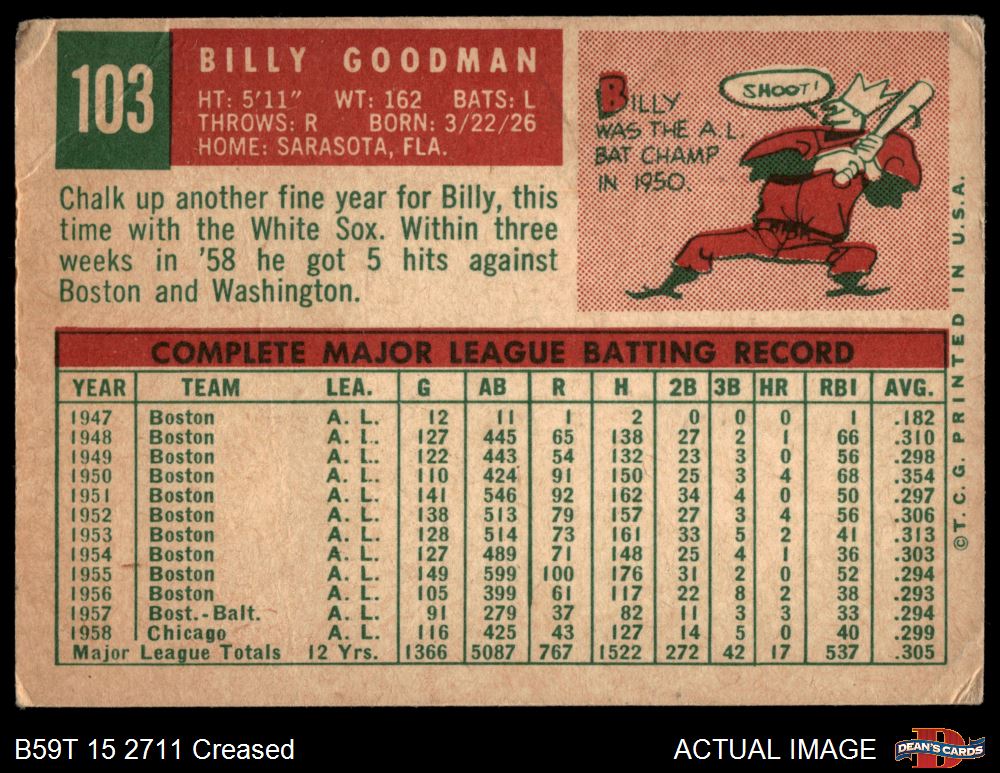 103
BILLY GOODMAN
HT: 5'11" WT: 162 BATS: L
THROWS: R BORN: 3/22/26
HOME: SARASOTA, FLA.
BILLY
WAS THE A.L.
BAT CHAMP
IN 1950.
SHOOT!
Chalk up another fine year for Billy, this
time with the White Sox. Within three
weeks in '58 he got 5 hits against
Boston and Washington.
COMPLETE MAJOR LEAGUE BATTING RECORD
YEAR TEAM LEA. G AB R H 2B 3B HR RBI AVG.
1947 Boston A. L. 12 11 1 2 0 0 0 1 .182
1948 Boston A. L. 127 445 65 138 27 2 1 66 .310
1949 Boston A. L. 122 443 54 132 23 3 0 56 .298
1950 Boston A. L. 110 424 91 150 25 3 4 68 .354
1951 Boston A. L. 141 546 92 162 34 4 0 50 .297
1952 Boston A. L. 138 513 79 157 27 3 4 56 .306
1953 Boston A. L. 128 514 73 161 33 5 2 41 .313
1954 Boston A. L. 127 489 71 148 25 4 1 36 .303
1955 Boston A. L. 149 599 100 176 31 2 0 52 .294
1956 Boston A. L. 105 399 61 117 22 8 2 38 .293
1957 Bost.-Balt. A. L. 91 279 37 82 11 3 3 33 .294
1958 Chicago A. L. 116 425 43 127 14 5 0 40 .299
Major League Totals 12 Yrs. 1366 5087 767 1522 272 42 17 537 .305
©T. C. G. PRINTED IN U.S.A.
B59T 15 2711 Creased
ACTUAL IMAGE
DEAN'S CARDS